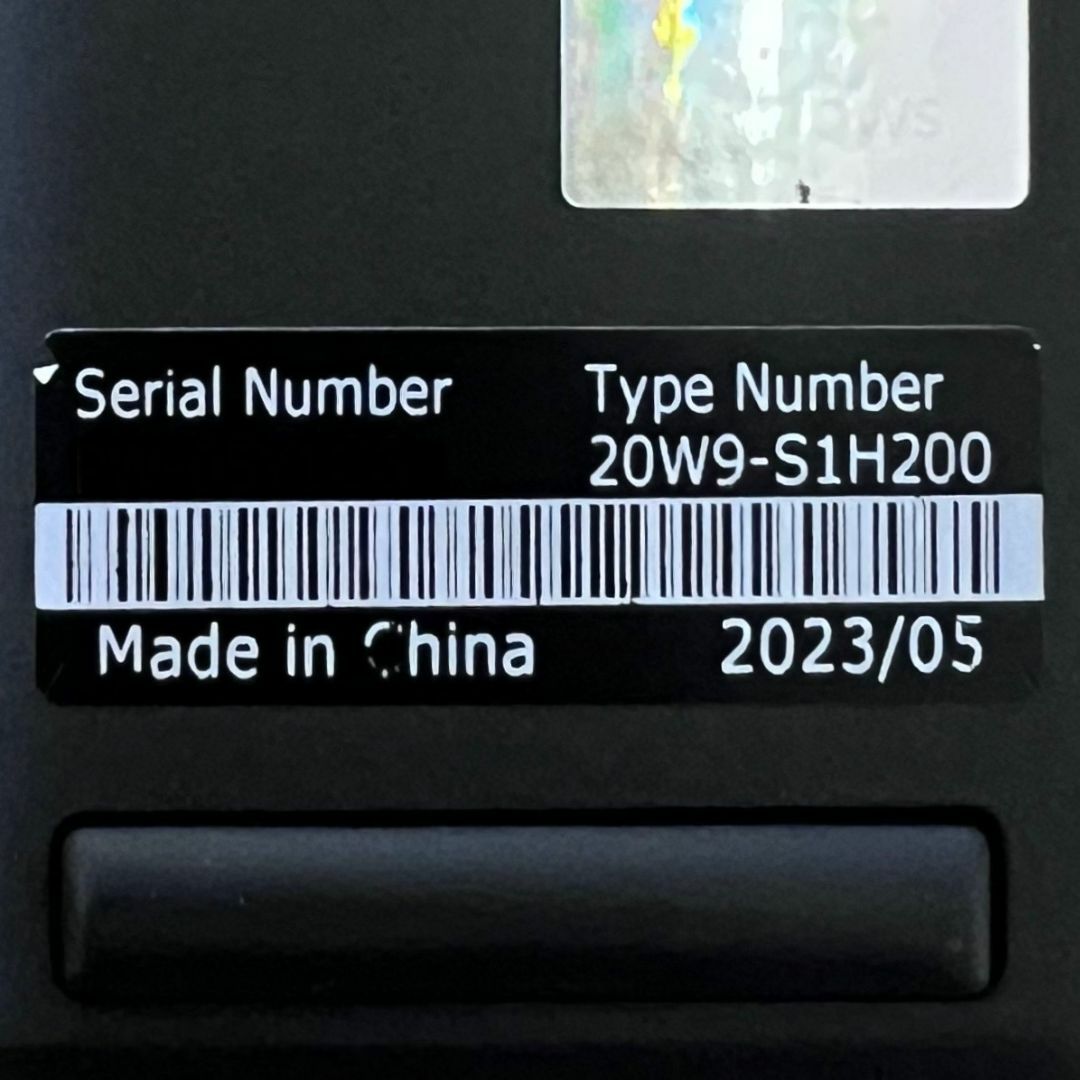 Serial Number Type Number
20W9-S1H200
Made in China 2023/05